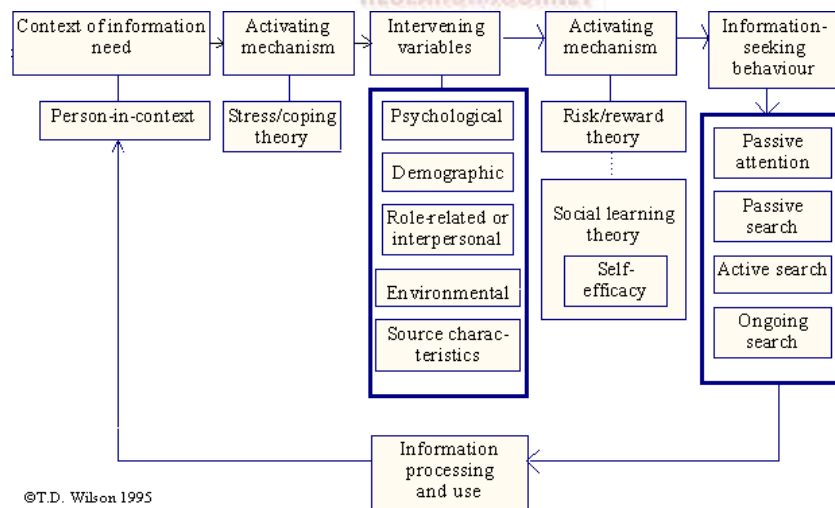 Context of information
need
Activating
mechanism
Intervening
variables
Activating
mechanism
Information-
seeking
behaviour
Person-in-context
Stress/coping
theory
Psychological
Demographic
Role-related or
interpersonal
Environmental
Source charac-
teristics
Risk/reward
theory
Social learning
theory
Self-
efficacy
Passive
attention
Passive
search
Active search
Ongoing
search
Information
processing
and use
©T.D. Wilson 1995